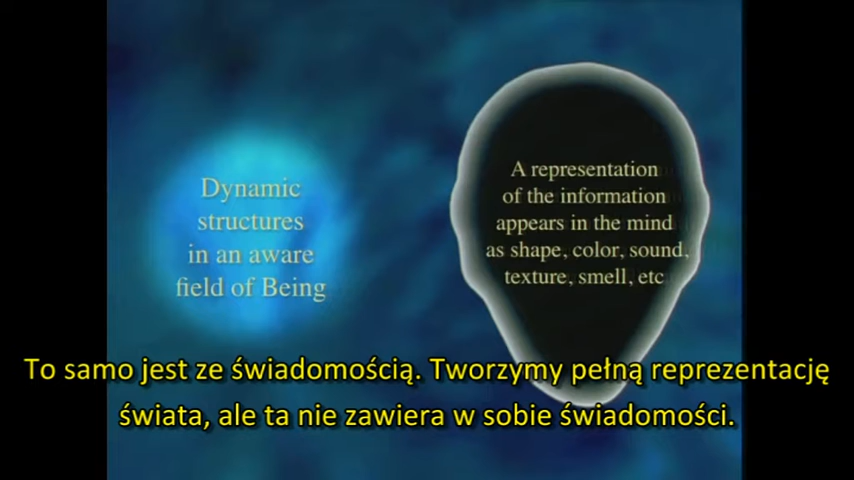 Dynamic
structures
in an aware
field of Being
A representation
of the information
appears in the mind
as shape, color, sound,
texture, smell, etc
To samo jest ze świadomością. Tworzymy pełną reprezentację
świata, ale ta nie zawiera w sobie świadomości.